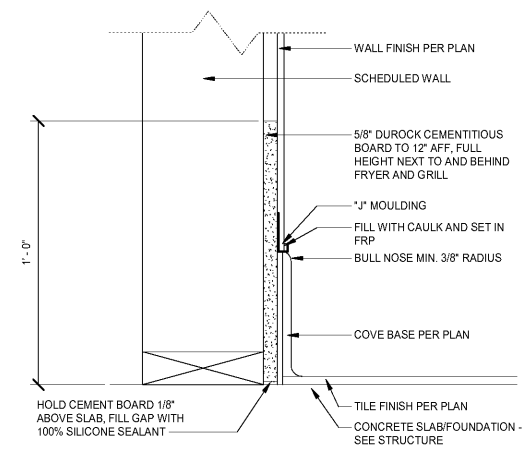 WALL FINISH PER PLAN
SCHEDULED WALL
5/8" DUROCK CEMENTITIOUS
BOARD TO 12" AFF, FULL
HEIGHT NEXT TO AND BEHIND
FRYER AND GRILL
"J" MOULDING
FILL WITH CAULK AND SET IN
FRP
BULL NOSE MIN. 3/8" RADIUS
1' - 0"
COVE BASE PER PLAN
HOLD CEMENT BOARD 1/8"
ABOVE SLAB, FILL GAP WITH
100% SILICONE SEALANT
TILE FINISH PER PLAN
CONCRETE SLAB/FOUNDATION -
SEE STRUCTURE